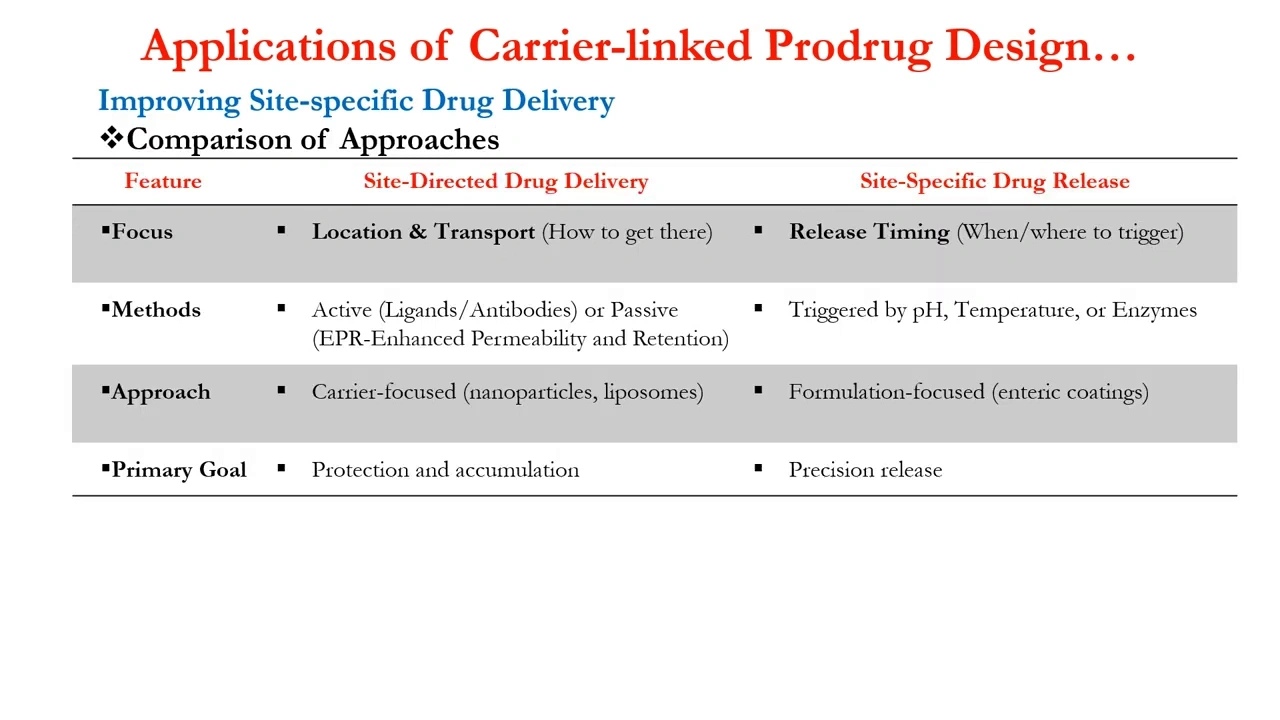 Applications of Carrier-linked Prodrug Design…
Improving Site-specific Drug Delivery
❖Comparison of Approaches
Feature Site-Directed Drug Delivery Site-Specific Drug Release
▪Focus ▪ Location & Transport (How to get there) ▪ Release Timing (When/where to trigger)
▪Methods ▪ Active (Ligands/Antibodies) or Passive ▪ Triggered by pH, Temperature, or Enzymes
(EPR-Enhanced Permeability and Retention)
▪Approach ▪ Carrier-focused (nanoparticles, liposomes) ▪ Formulation-focused (enteric coatings)
▪Primary Goal ▪ Protection and accumulation ▪ Precision release